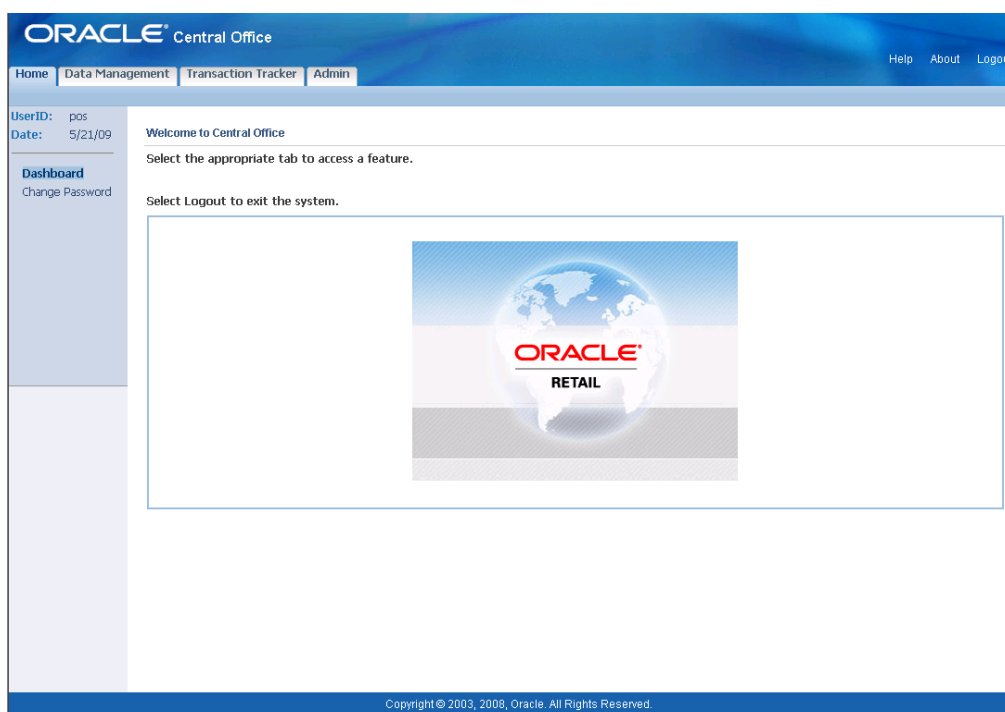 ORACLE® Central Office
Help About Logou
Home Data Management Transaction Tracker Admin
UserID: pos
Date: 5/21/09
Dashboard
Change Password
Welcome to Central Office
Select the appropriate tab to access a feature.
Select Logout to exit the system.
ORACLE®
RETAIL
Copyright © 2003, 2008, Oracle. All Rights Reserved.